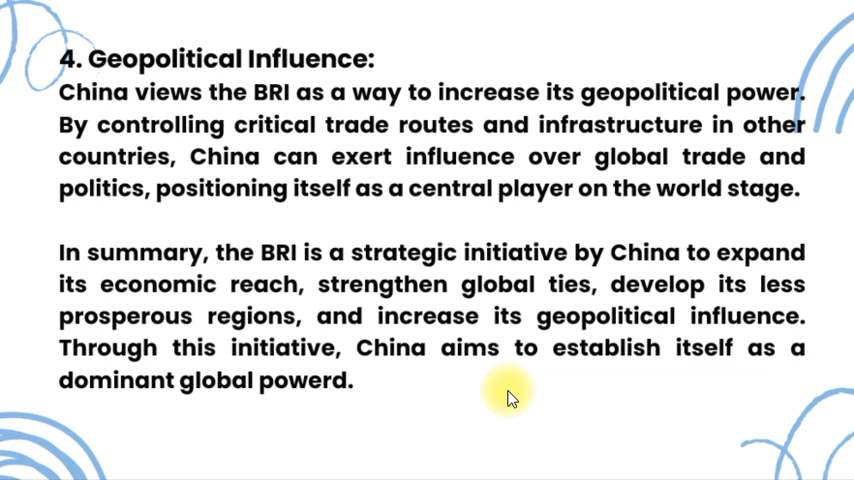 4. Geopolitical Influence:
China views the BRI as a way to increase its geopolitical power.
By controlling critical trade routes and infrastructure in other
countries, China can exert influence over global trade and
politics, positioning itself as a central player on the world stage.
In summary, the BRI is a strategic initiative by China to expand
its economic reach, strengthen global ties, develop its less
prosperous regions, and increase its geopolitical influence.
Through this initiative, China aims to establish itself as a
dominant global powerd.